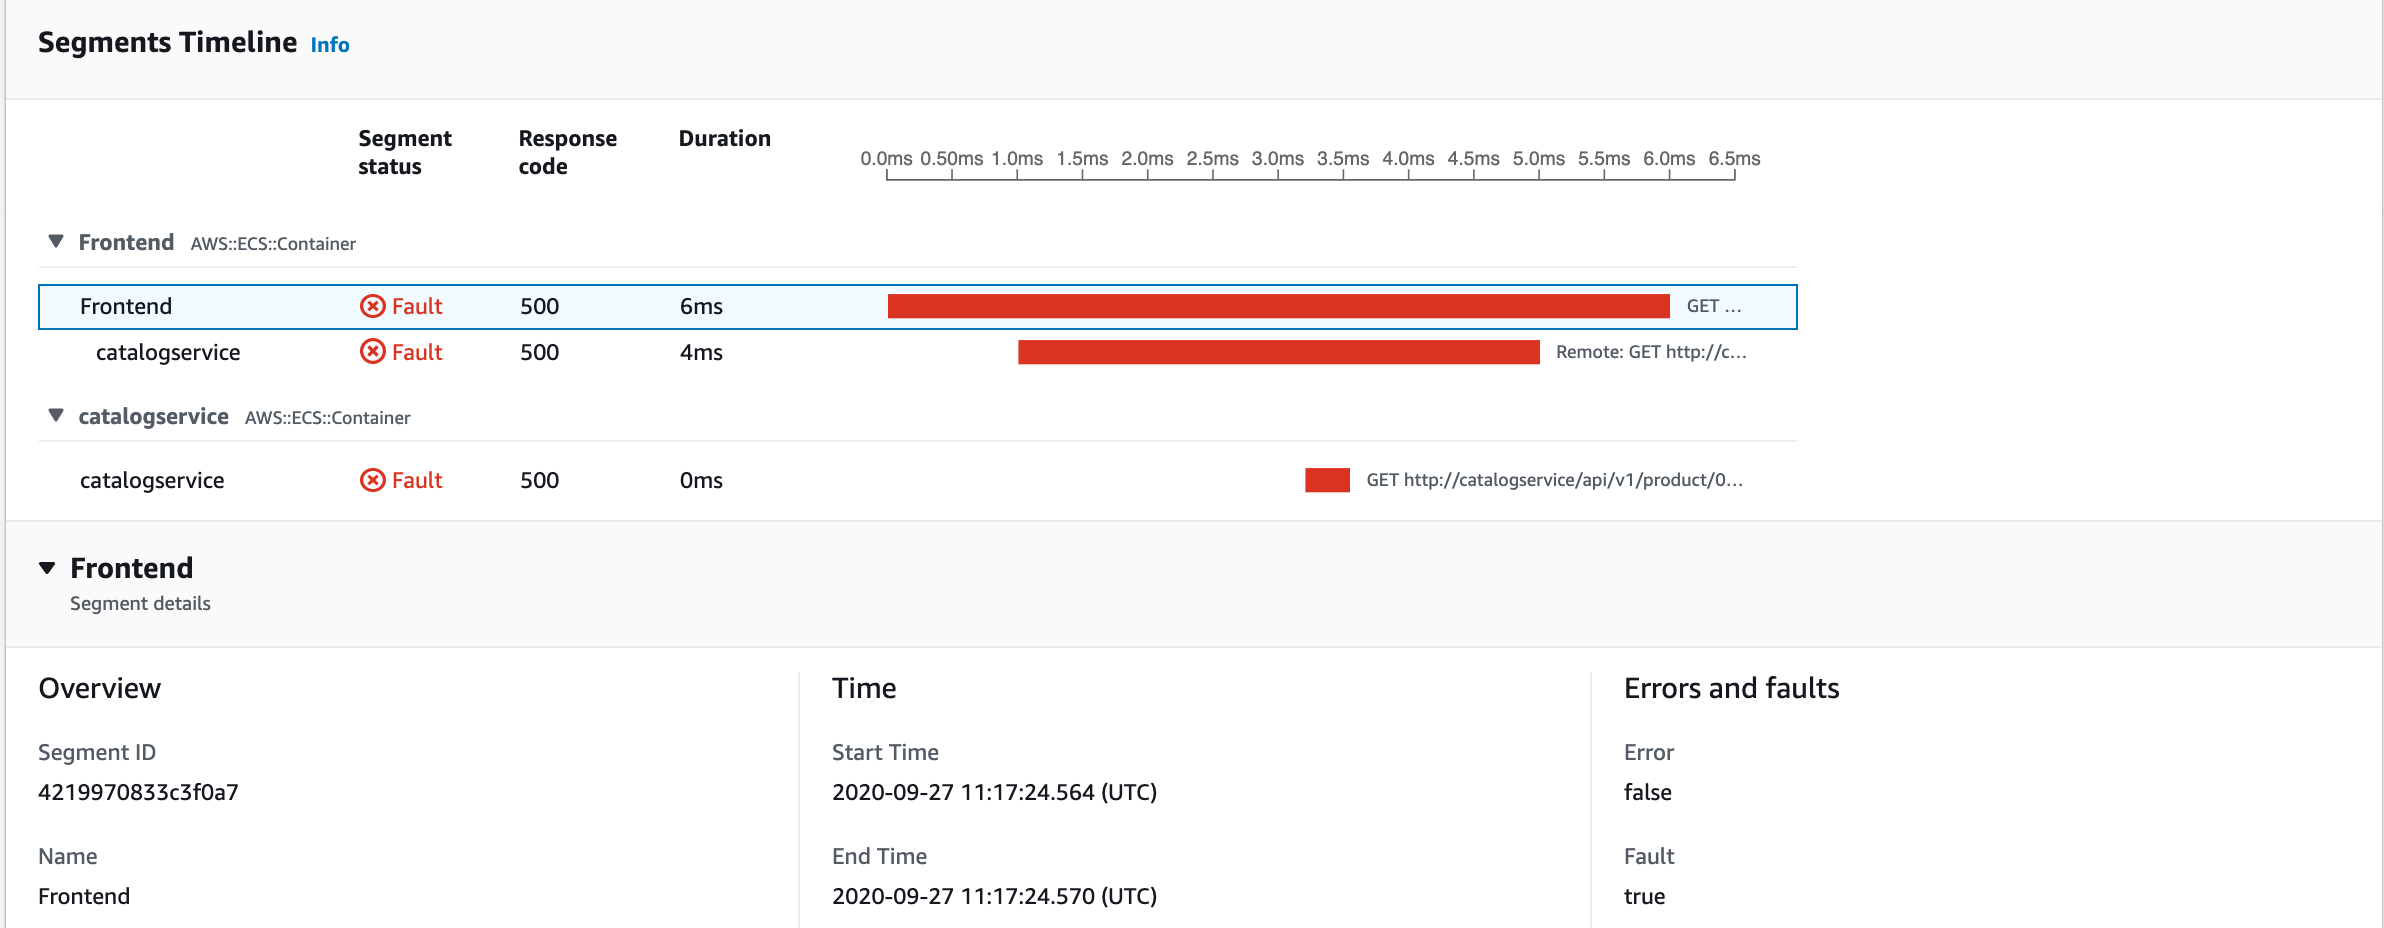 Segments Timeline Info
Segment status Response code Duration
0.0ms 0.50ms 1.0ms 1.5ms 2.0ms 2.5ms 3.0ms 3.5ms 4.0ms 4.5ms 5.0ms 5.5ms 6.0ms 6.5ms
Frontend AWS::ECS::Container
Frontend Fault 500 6ms GET ...
catalogservice Fault 500 4ms Remote: GET http://c...
catalogservice AWS::ECS::Container
catalogservice Fault 500 0ms GET http://catalogservice/api/v1/product/0...
Frontend
Segment details
Overview
Segment ID
4219970833c3f0a7
Name
Frontend
Time
Start Time
2020-09-27 11:17:24.564 (UTC)
End Time
2020-09-27 11:17:24.570 (UTC)
Errors and faults
Error
false
Fault
true